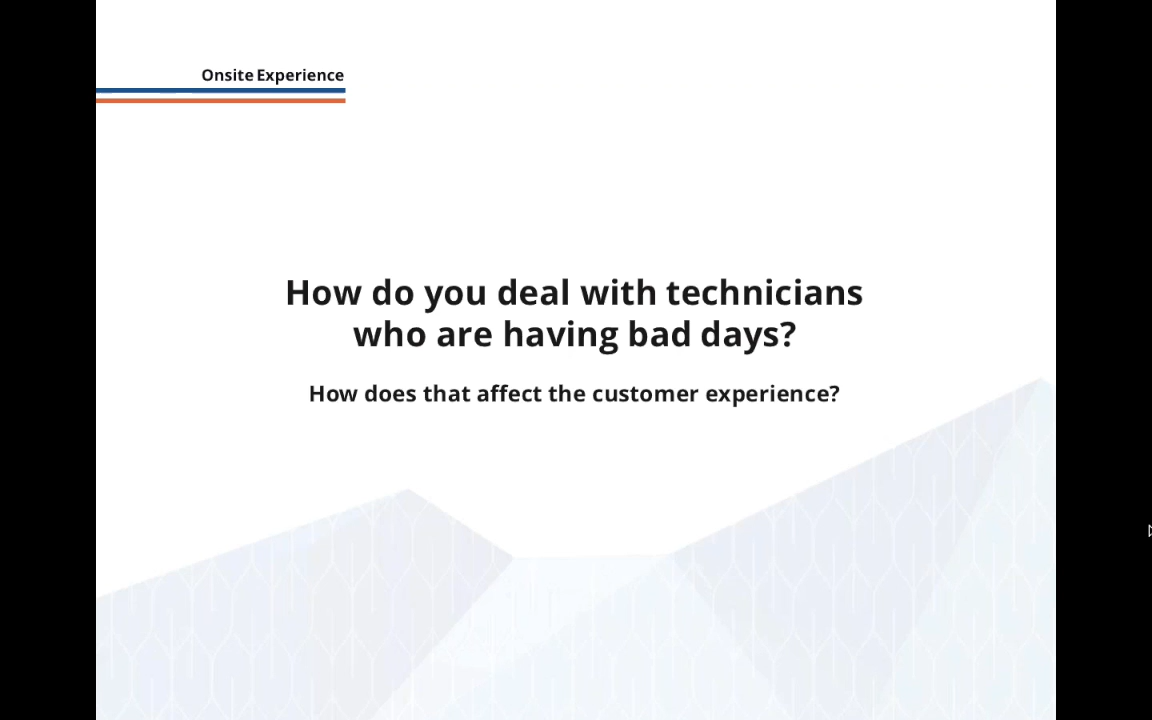 Onsite Experience
How do you deal with technicians
who are having bad days?
How does that affect the customer experience?